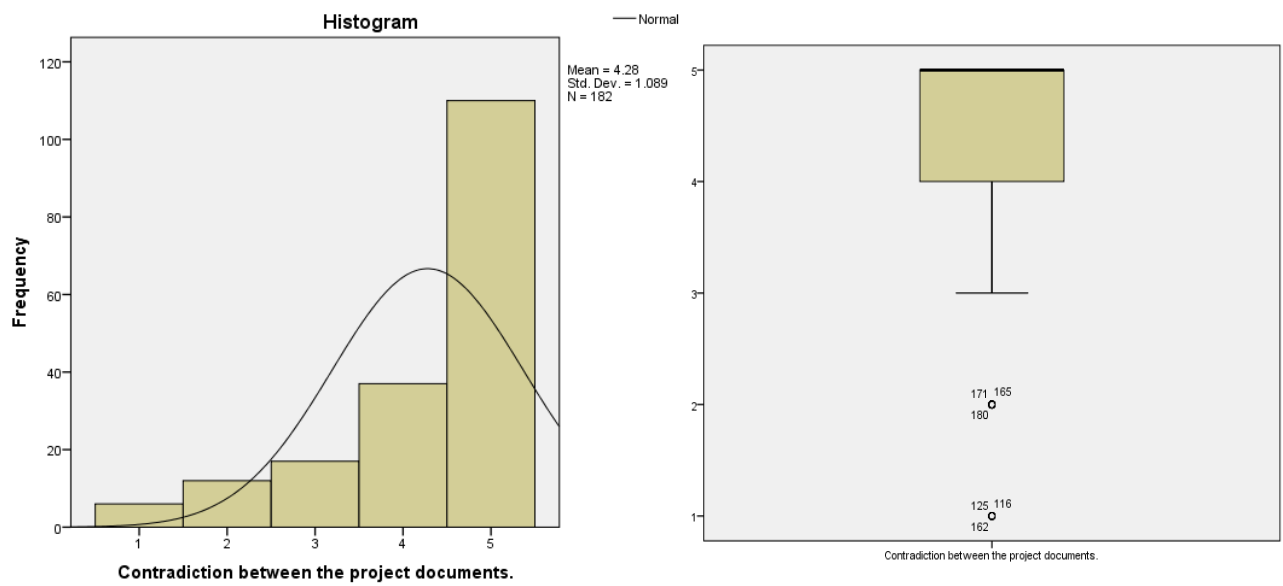 Histogram
Normal
Mean = 4.28
Std. Dev. = 1.089
N = 182
Frequency
120
100
80
60
40
20
0
1 2 3 4 5
Contradiction between the project documents.
5
4
3
2
1
171 165
180
125 116
162
Contradiction between the project documents.